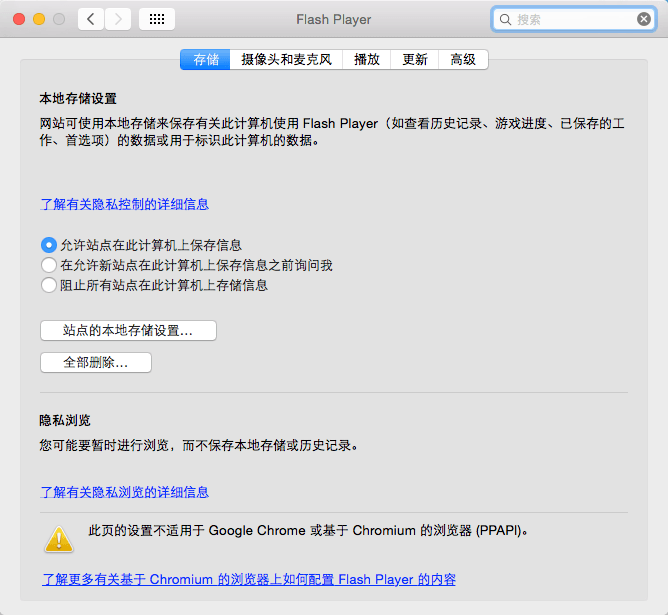 Flash Player
搜索
存储 摄像头和麦克风 播放 更新 高级
本地存储设置
网站可使用本地存储来保存有关此计算机使用 Flash Player（如查看历史记录、游戏进度、已保存的工
作、首选项）的数据或用于标识此计算机的数据。
了解有关隐私控制的详细信息
允许站点在此计算机上保存信息
在允许新站点在此计算机上保存信息之前询问我
阻止所有站点在此计算机上存储信息
站点的本地存储设置...
全部删除...
隐私浏览
您可能要暂时进行浏览，而不保存本地存储或历史记录。
了解有关隐私浏览的详细信息
此页的设置不适用于 Google Chrome 或基于 Chromium 的浏览器 (PPAPI)。
了解更多有关基于 Chromium 的浏览器上如何配置 Flash Player 的内容